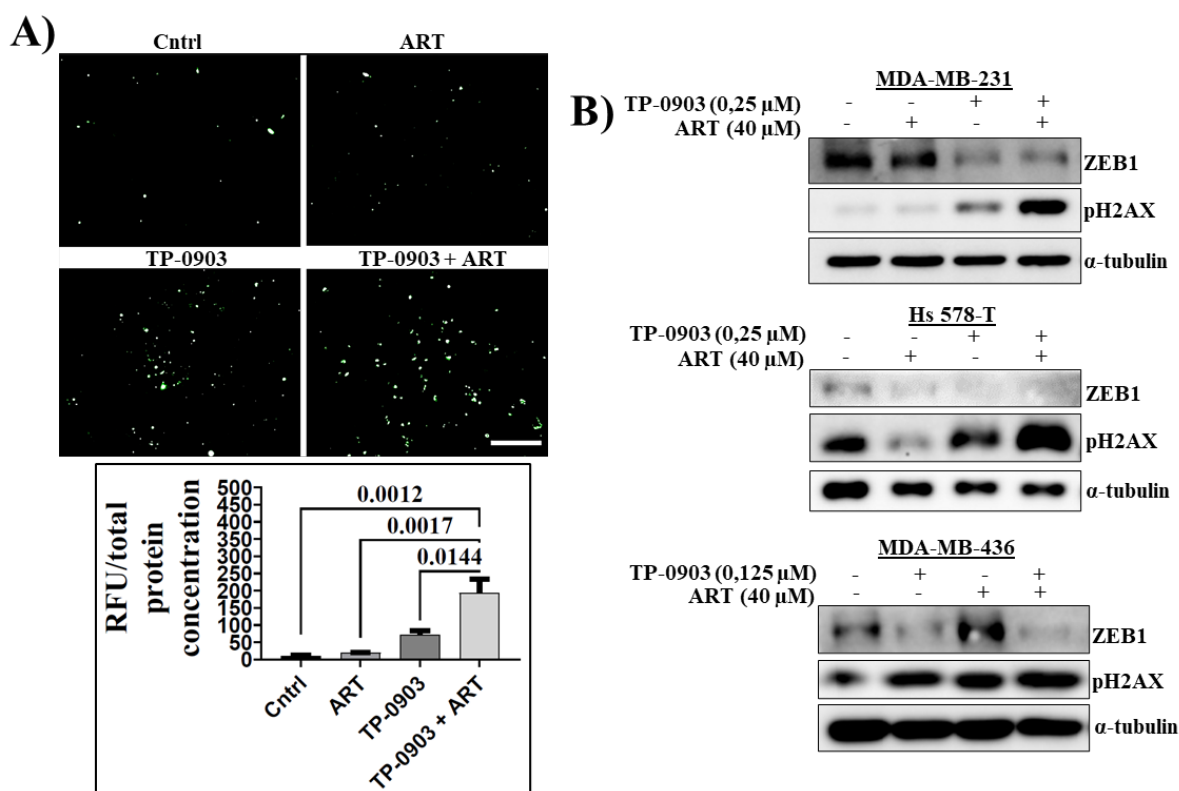 A)
Cntrl
ART
TP-0903
TP-0903 + ART
RFU/total
protein
concentration
500
450
400
350
300
250
200
150
100
50
0
0.0012
0.0017
0.0144
Cntrl
ART
TP-0903
TP-0903 + ART
B)
MDA-MB-231
TP-0903 (0,25 µM) - - + +
ART (40 µM) - + - +
ZEB1
pH2AX
α-tubulin
Hs 578-T
TP-0903 (0,25 µM) - - + +
ART (40 µM) - + - +
ZEB1
pH2AX
α-tubulin
MDA-MB-436
TP-0903 (0,125 µM) - + - +
ART (40 µM) - - + +
ZEB1
pH2AX
α-tubulin